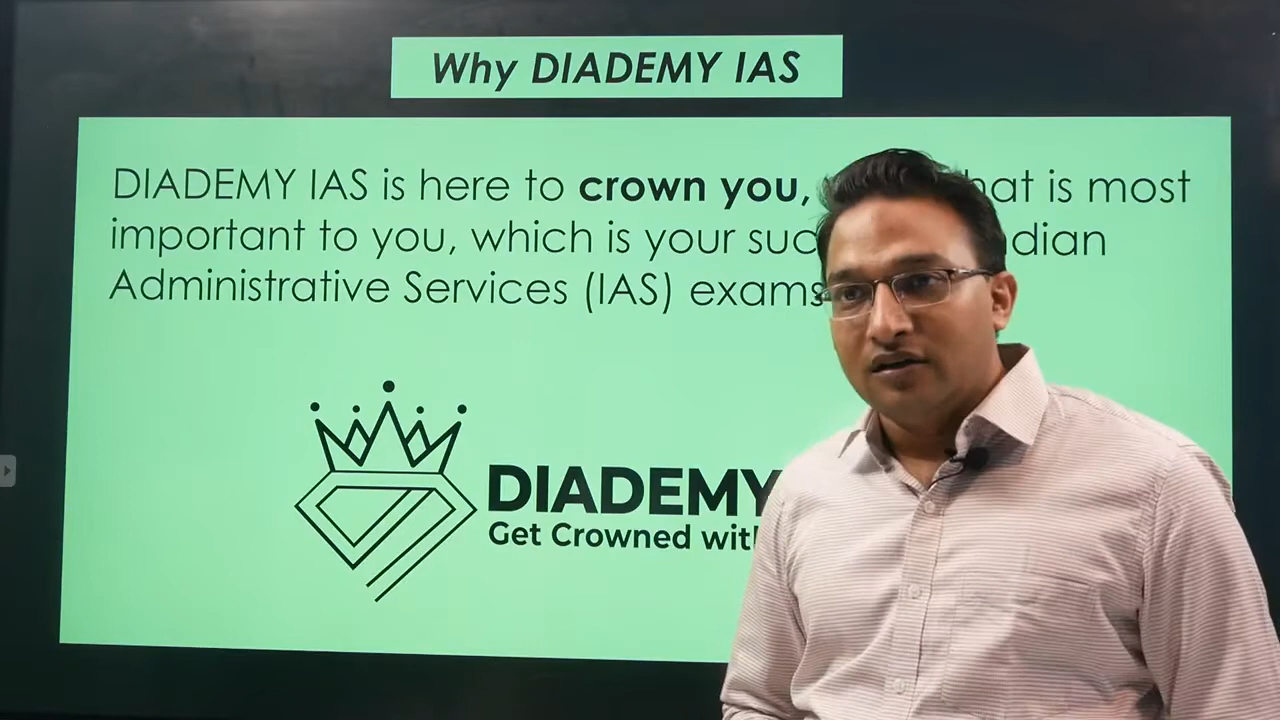 Why DIADEMY IAS
DIADEMY IAS is here to crown you, hat is most
important to you, which is your suc dian
Administrative Services (IAS) exams
DIADEMY
Get Crowned with